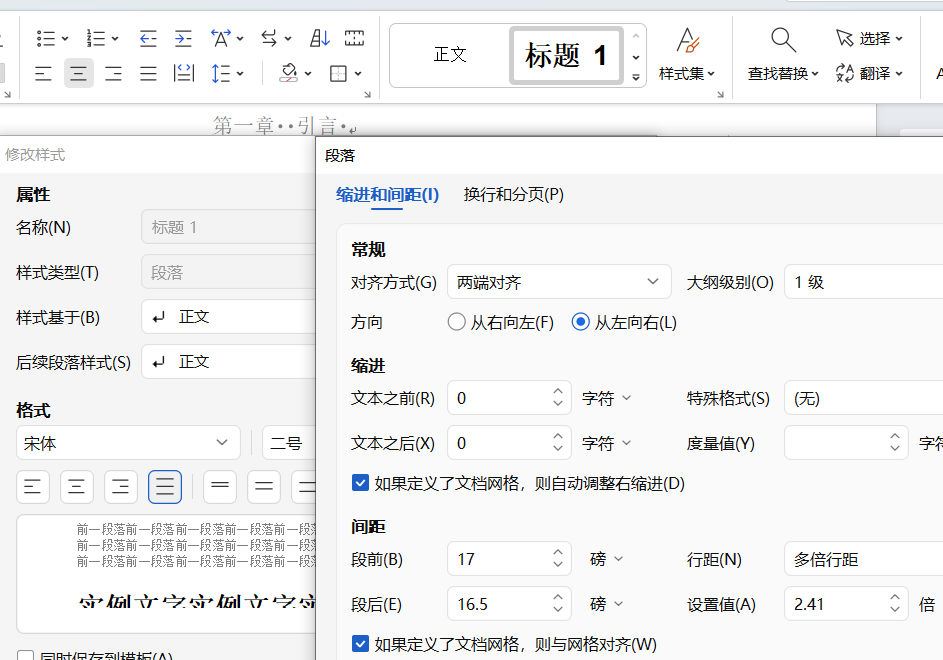 正文
标题 1
样式集
查找替换
选择
翻译
第一章··引言·
修改样式
属性
名称(N)
标题 1
样式类型(T)
段落
样式基于(B)
正文
后续段落样式(S)
正文
格式
宋体
二号
前一段落前一段落前一段落前一段落前一段落
前一段落前一段落前一段落前一段落前一段落
前一段落前一段落前一段落前一段落前一段落
实例文字实例文字实
同时保存到模板(A)
段落
缩进和间距(I) 换行和分页(P)
常规
对齐方式(G) 两端对齐 大纲级别(O) 1 级
方向 从右向左(F) 从左向右(L)
缩进
文本之前(R) 0 字符 特殊格式(S) (无)
文本之后(X) 0 字符 度量值(Y) 字符
如果定义了文档网格，则自动调整右缩进(D)
间距
段前(B) 17 磅 行距(N) 多倍行距
段后(E) 16.5 磅 设置值(A) 2.41 倍
如果定义了文档网格，则与网格对齐(W)